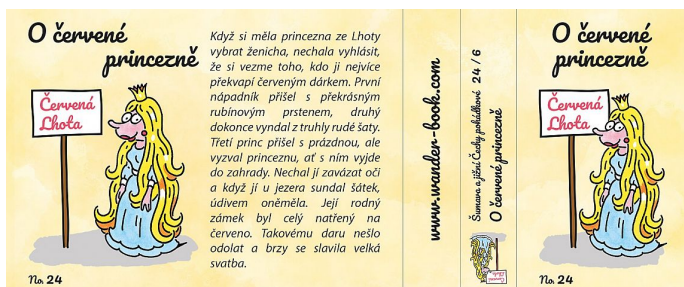 O červené
princezně
Červená
Lhota
No. 24
Když si měla princezna ze Lhoty
vybrat ženicha, nechala vyhlásit,
že si vezme toho, kdo ji nejvíce
překvapí červeným dárkem. První
nápadník přišel s překrásným
rubínovým prstenem, druhý
dokonce vyndal z truhly rudé šaty.
Třetí princ přišel s prázdnou, ale
vyzval princeznu, ať s ním vyjde
do zahrady. Nechal jí zavázat oči
a když jí u jezera sundal šátek,
údivem oněměla. Její rodný
zámek byl celý natřený na
červeno. Takovému daru nešlo
odolat a brzy se slavila velká
svatba.
www.wander-book.com
Šumava a jižní Čechy pohádkové 24 / 6
O červené princezně
Červená
Lhota
O červené
princezně
Červená
Lhota
No. 24